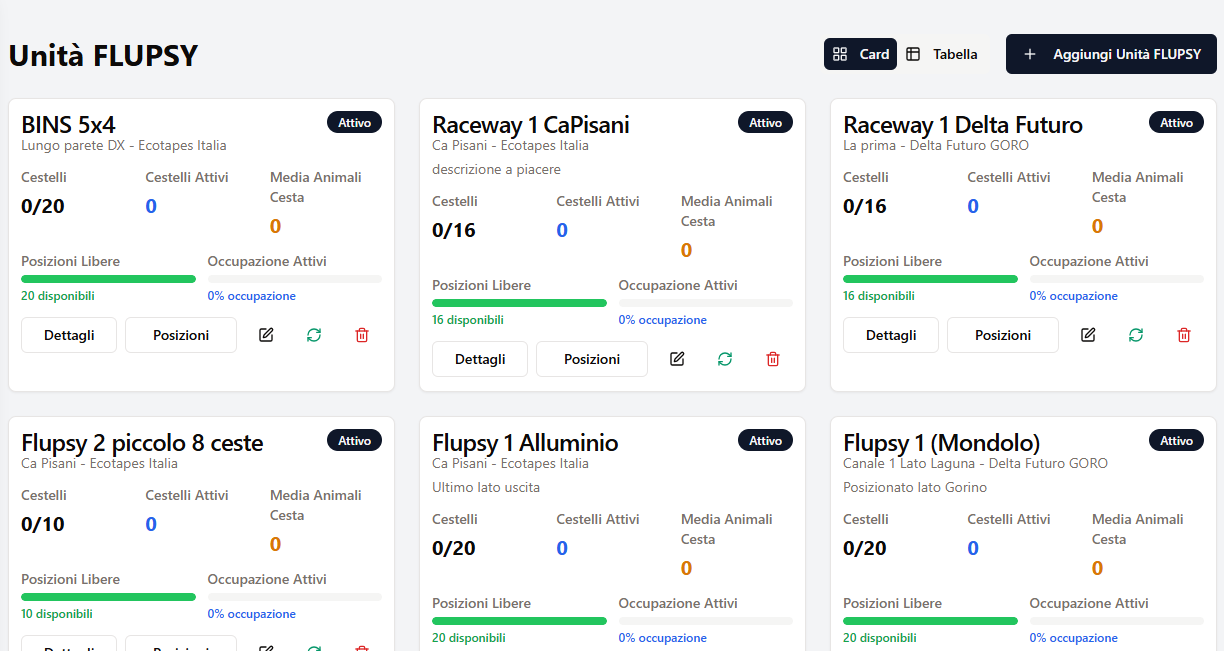 Unità FLUPSY
Card
Tabella
Aggiungi Unità FLUPSY
BINS 5x4
Attivo
Lungo parete DX - Ecotapes Italia
Cestelli
Cestelli Attivi
Media Animali Cesta
0/20
0
0
Posizioni Libere
Occupazione Attivi
20 disponibili
0% occupazione
Dettagli
Posizioni
Raceway 1 CaPisani
Attivo
Ca Pisani - Ecotapes Italia
descrizione a piacere
Cestelli
Cestelli Attivi
Media Animali Cesta
0/16
0
0
Posizioni Libere
Occupazione Attivi
16 disponibili
0% occupazione
Dettagli
Posizioni
Raceway 1 Delta Futuro
Attivo
La prima - Delta Futuro GORO
Cestelli
Cestelli Attivi
Media Animali Cesta
0/16
0
0
Posizioni Libere
Occupazione Attivi
16 disponibili
0% occupazione
Dettagli
Posizioni
Flupsy 2 piccolo 8 ceste
Attivo
Ca Pisani - Ecotapes Italia
Cestelli
Cestelli Attivi
Media Animali Cesta
0/10
0
0
Posizioni Libere
Occupazione Attivi
10 disponibili
0% occupazione
Dettagli
Posizioni
Flupsy 1 Alluminio
Attivo
Ca Pisani - Ecotapes Italia
Ultimo lato uscita
Cestelli
Cestelli Attivi
Media Animali Cesta
0/20
0
0
Posizioni Libere
Occupazione Attivi
20 disponibili
0% occupazione
Flupsy 1 (Mondolo)
Attivo
Canale 1 Lato Laguna - Delta Futuro GORO
Posizionato lato Gorino
Cestelli
Cestelli Attivi
Media Animali Cesta
0/20
0
0
Posizioni Libere
Occupazione Attivi
20 disponibili
0% occupazione